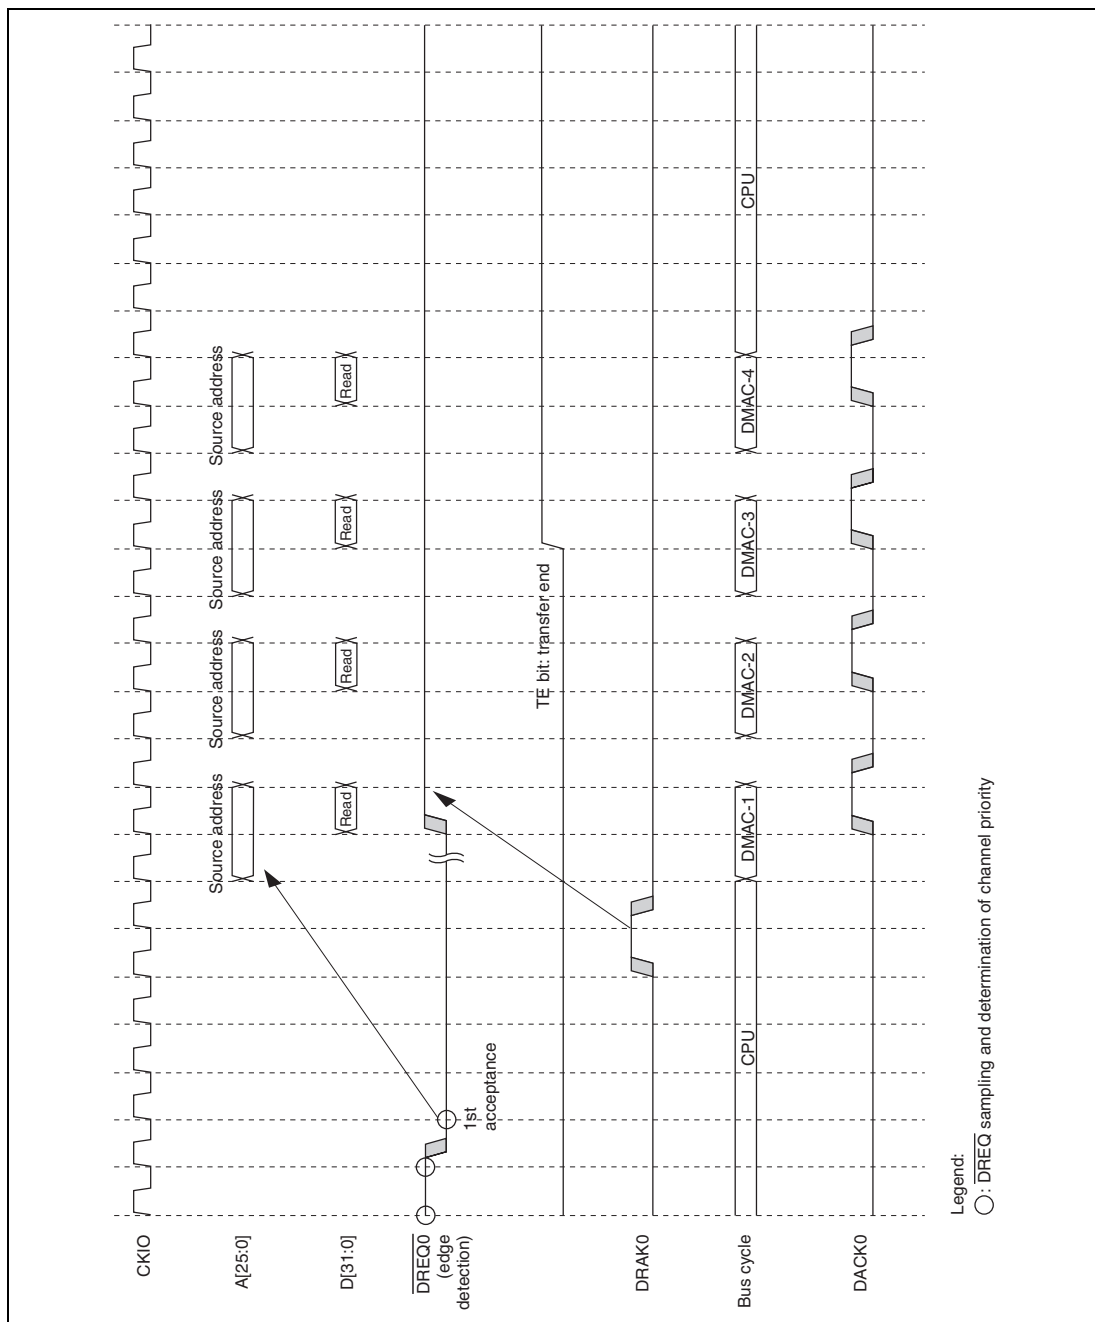 CKIO
A[25:0]
Source address
Source address
Source address
Source address
D[31:0]
Read
Read
Read
Read
DREQ0
(edge
detection)
1st
acceptance
TE bit: transfer end
DRAK0
Bus cycle
CPU
DMAC-1
DMAC-2
DMAC-3
DMAC-4
CPU
DACK0
Legend:
○: DREQ sampling and determination of channel priority